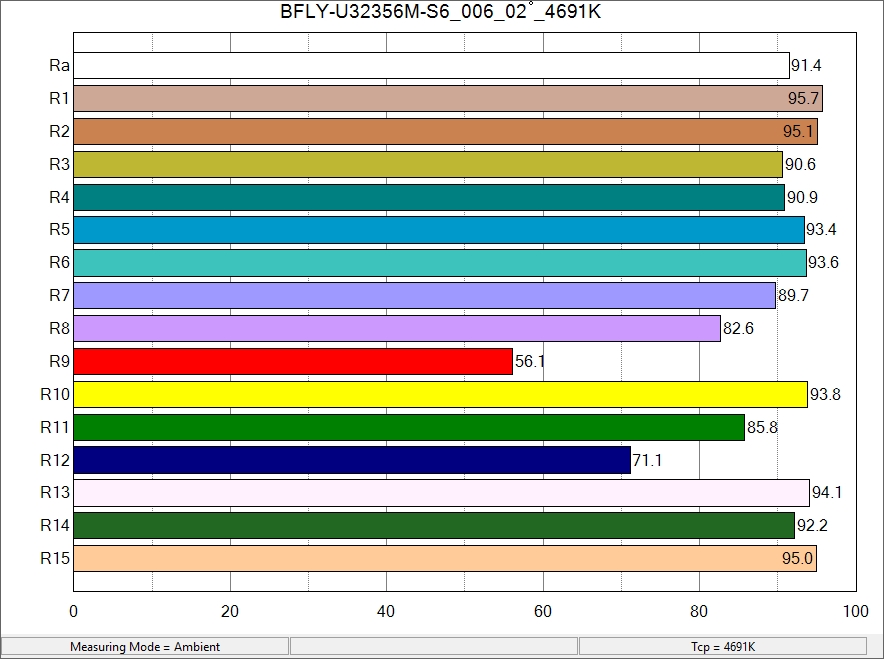 BFLY-U32356M-S6_006_02°_4691K
Ra 91.4
R1 95.7
R2 95.1
R3 90.6
R4 90.9
R5 93.4
R6 93.6
R7 89.7
R8 82.6
R9 56.1
R10 93.8
R11 85.8
R12 71.1
R13 94.1
R14 92.2
R15 95.0
0 20 40 60 80 100
Measuring Mode = Ambient Tcp = 4691K